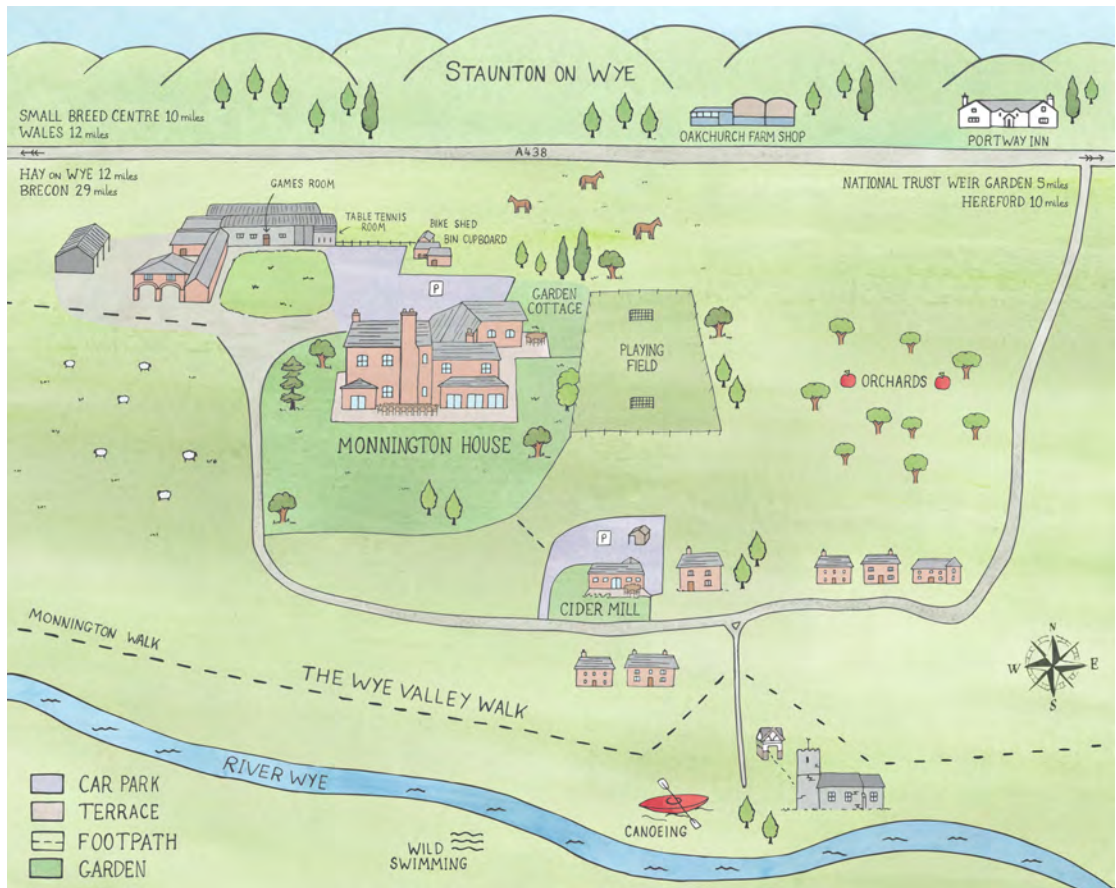 STAUNTON ON WYE
SMALL BREED CENTRE 10 miles
WALES 12 miles
OAKCHURCH FARM SHOP
PORTWAY INN
A438
HAY ON WYE 12 miles
BRECON 29 miles
NATIONAL TRUST WEIR GARDEN 5 miles
HEREFORD 10 miles
GAMES ROOM
TABLE TENNIS
ROOM
BIKE SHED
BIN CUPBOARD
P
GARDEN
COTTAGE
PLAYING
FIELD
ORCHARDS
MONNINGTON HOUSE
P
CIDER MILL
MONNINGTON WALK
THE WYE VALLEY WALK
N
W
E
S
RIVER WYE
CAR PARK
TERRACE
FOOTPATH
GARDEN
WILD
SWIMMING
CANOEING